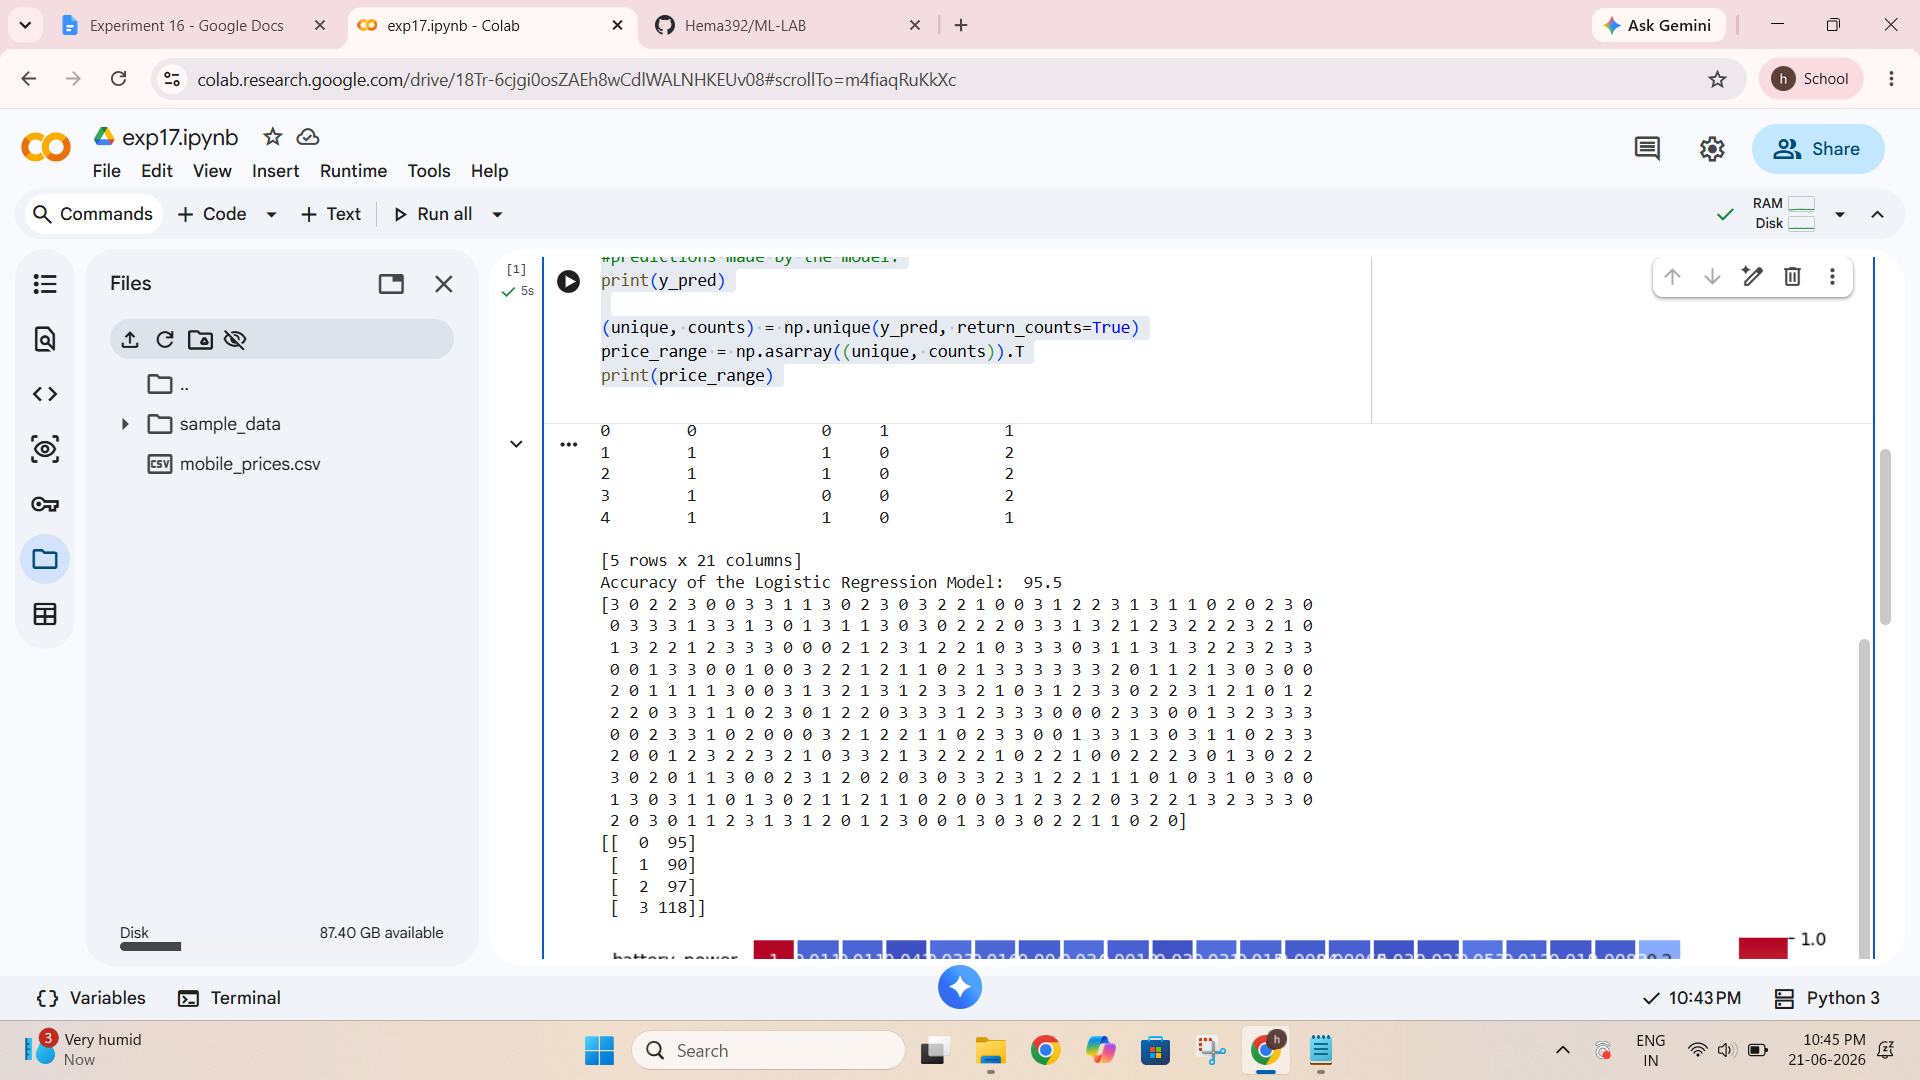 Experiment 16 - Google Docs
exp17.ipynb - Colab
Hema392/ML-LAB
Ask Gemini
colab.research.google.com/drive/18Tr-6cjgi0osZAEh8wCdlWALNHKEUv08#scrollTo=m4fiaqRuKkXc
h School
exp17.ipynb
File Edit View Insert Runtime Tools Help
Share
Commands + Code + Text Run all
RAM
Disk
Files
..
sample_data
mobile_prices.csv
Disk 87.40 GB available
[1]
5s
#predictions made by the model.
print(y_pred)
(unique, counts) = np.unique(y_pred, return_counts=True)
price_range = np.asarray((unique, counts)).T
print(price_range)
0 0 0 1 1
1 1 1 0 2
2 1 1 0 2
3 1 0 0 2
4 1 1 0 1
[5 rows x 21 columns]
Accuracy of the Logistic Regression Model:  95.5
[3 0 2 2 3 0 0 3 3 1 1 3 0 2 3 0 3 2 2 1 0 0 3 1 2 2 3 1 3 1 1 0 2 0 2 3 0
0 3 3 3 1 3 3 1 3 0 1 3 1 1 3 0 3 0 2 2 2 0 3 3 1 3 2 1 2 3 2 2 2 3 2 1 0
1 3 2 2 1 2 3 3 3 0 0 0 2 1 2 3 1 2 2 1 0 3 3 3 0 3 1 1 3 1 3 2 2 3 2 3 3
0 0 1 3 3 0 0 1 0 0 3 2 2 1 2 1 1 0 2 1 3 3 3 3 3 3 2 0 1 1 2 1 3 0 3 0 0
2 0 1 1 1 1 3 0 0 3 1 3 2 1 3 1 2 3 3 2 1 0 3 1 2 3 3 0 2 2 3 1 2 1 0 1 2
2 2 0 3 3 1 1 0 2 3 0 1 2 2 0 3 3 3 1 2 3 3 3 0 0 0 2 3 3 0 0 1 3 2 3 3 3
0 0 2 3 3 1 0 2 0 0 0 3 2 1 2 2 1 1 0 2 3 3 0 0 1 3 3 1 3 0 3 1 1 0 2 3 3
2 0 0 1 2 3 2 2 3 2 1 0 3 3 2 1 3 2 2 2 1 0 2 2 1 0 0 2 2 2 3 0 1 3 0 2 2
3 0 2 0 1 1 3 0 0 2 3 1 2 0 2 0 3 0 3 3 2 3 1 2 2 1 1 1 0 1 0 3 1 0 3 0 0
1 3 0 3 1 1 0 1 3 0 2 1 1 2 1 1 0 2 0 0 3 1 2 3 2 2 0 3 2 2 1 3 2 3 3 3 0
2 0 3 0 1 1 2 3 1 3 1 2 0 1 2 3 0 0 1 3 0 3 0 2 2 1 1 0 2 0]
[[  0  95]
[  1  90]
[  2  97]
[  3 118]]
1.0
Variables Terminal 10:43 PM Python 3
3
Very humid
Now
Search
ENG
IN
10:45 PM
21-06-2026